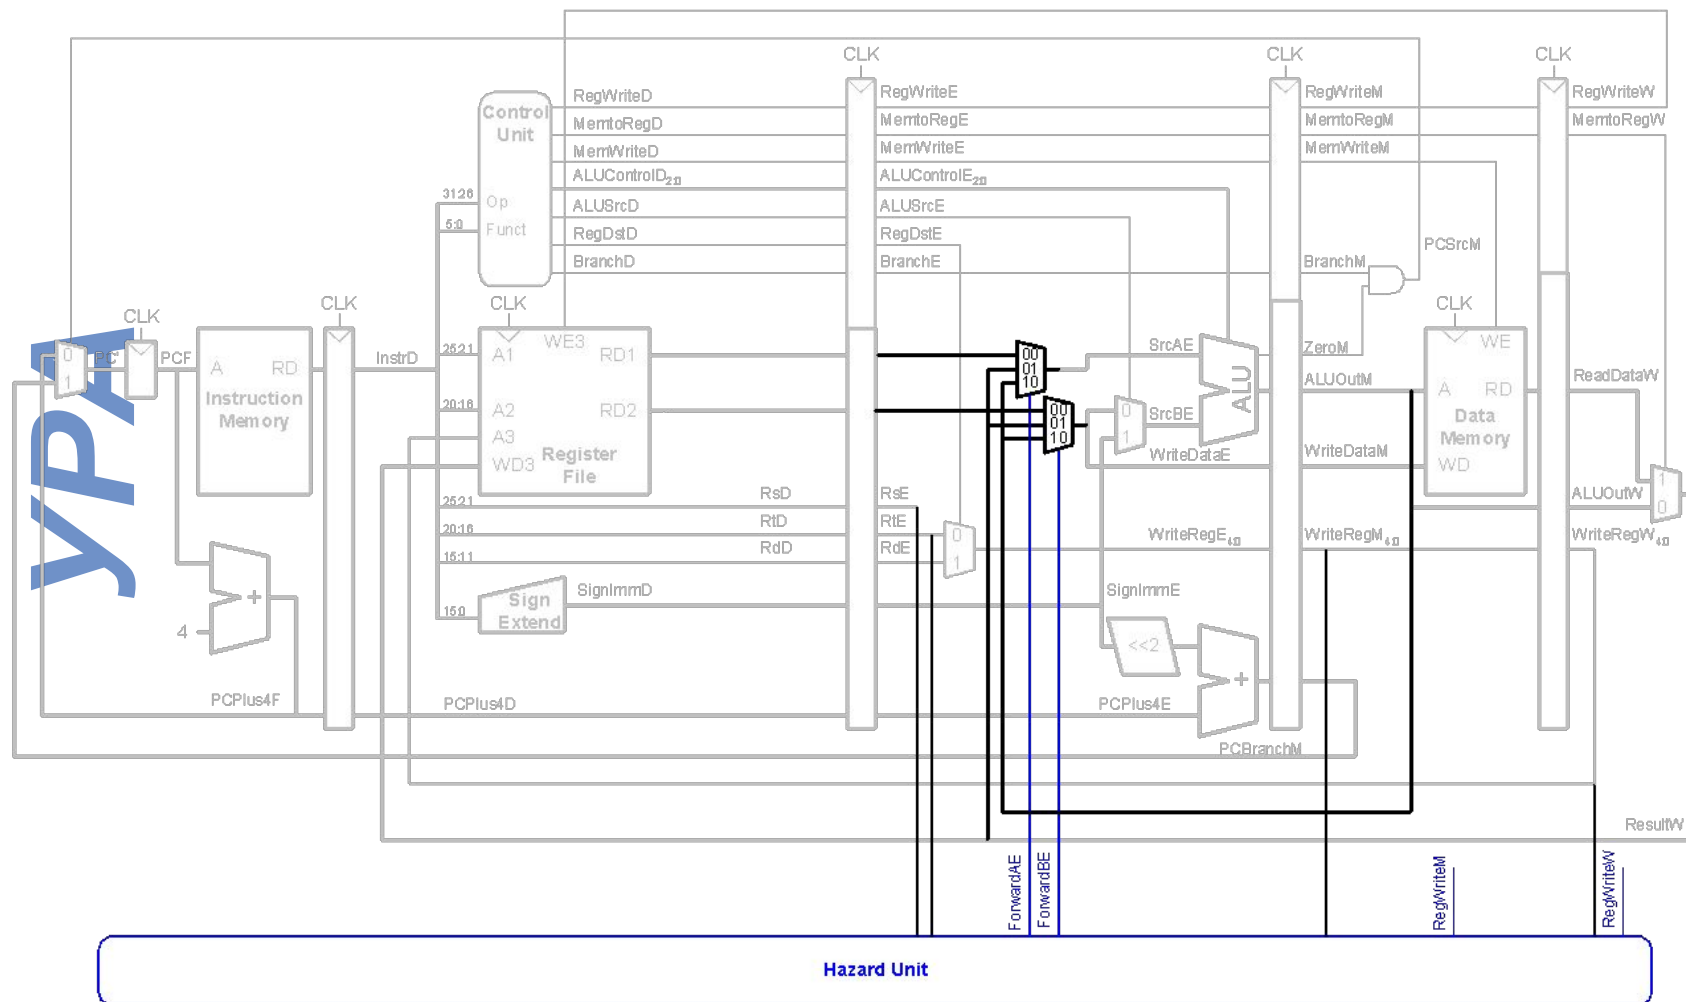 CLK
CLK
CLK
RegWriteD
RegWriteE
RegWriteM
RegWriteW
Control
Unit
MemtoRegD
MemtoRegE
MemtoRegM
MemtoRegW
MemWriteD
MemWriteE
MemWriteM
ALUControlD2:0
ALUControlE2:0
31:26
Op
ALUSrcD
ALUSrcE
5:0
Funct
RegDstD
RegDstE
PCSrcM
BranchD
BranchE
BranchM
CLK
CLK
CLK
CLK
УРА
0
1
PC'
PCF
A
RD
Instruction
Memory
InstrD
25:21
A1
WE3
RD1
00
01
10
SrcAE
ZeroM
WE
ALU
ALUOutM
A
RD
ReadDataW
20:16
A2
RD2
00
01
10
0
1
SrcBE
Data
Memory
A3
WD3
Register
File
WriteDataE
WriteDataM
WD
1
0
25:21
RsD
RsE
ALUOutW
20:16
RtD
RtE
0
1
WriteRegE4:0
WriteRegM4:0
WriteRegW4:0
15:11
RdD
RdE
SignImmD
SignImmE
15:0
Sign
Extend
+
4
<<2
+
PCPlus4F
PCPlus4D
PCPlus4E
PCBranchM
ResultW
ForwardAE
ForwardBE
RegWriteM
RegWriteW
Hazard Unit